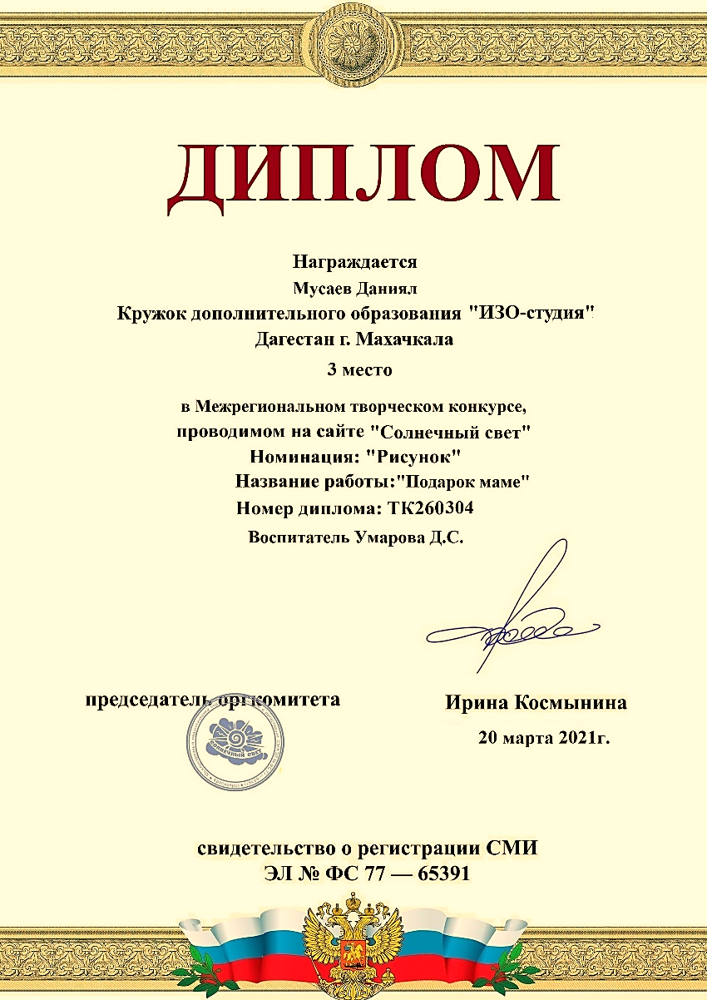 ДИПЛОМ
Награждается
Мусаев Даниял
Кружок дополнительного образования "ИЗО-студия"
Дагестан г. Махачкала
3 место
в Межрегиональном творческом конкурсе,
проводимом на сайте "Солнечный свет"
Номинация: "Рисунок"
Название работы:"Подарок маме"
Номер диплома: ТК260304
Воспитатель Умарова Д.С.
председатель оргкомитета
Ирина Космынина
20 марта 2021г.
СОЛНЕЧНЫЙ СВЕТ
свидетельство о регистрации СМИ
ЭЛ № ФС 77 — 65391